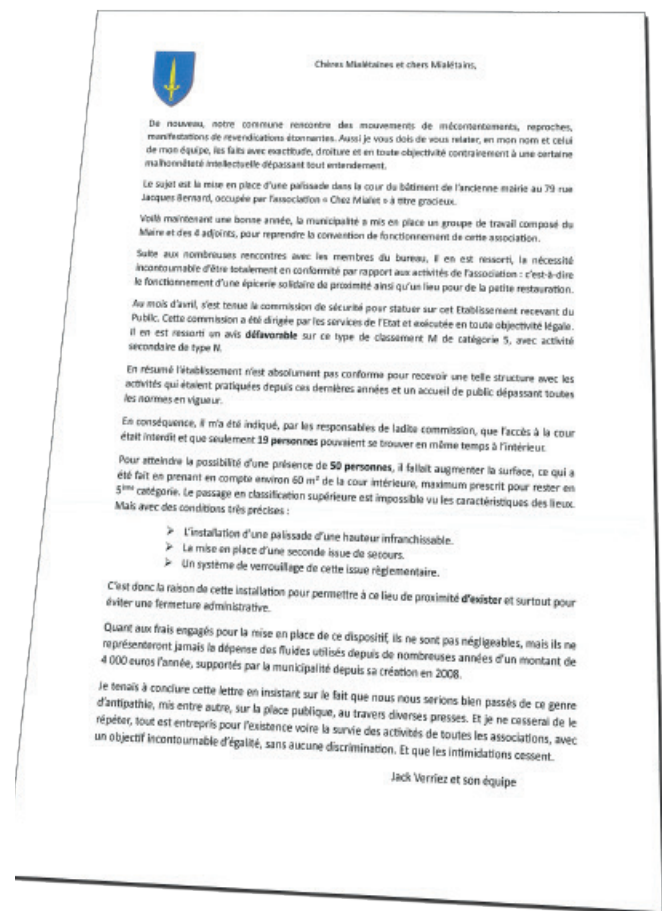 Chères Mialétaines et chers Mialétains,
De nouveau, notre commune rencontre des mouvements de mécontentements, reproches,
manifestations de revendications étonnantes. Aussi je vous dois de vous relater, en mon nom et celui
de mon équipe, les faits avec exactitude, droiture et en toute objectivité contrairement à une certaine
malhonnêteté intellectuelle dépassant tout entendement.
Le sujet est la mise en place d'une palissade dans la cour du bâtiment de l'ancienne mairie au 79 rue
Jacques Bernard, occupée par l'association « Chez Mialet » à titre gracieux.
Voilà maintenant une bonne année, la municipalité a mis en place un groupe de travail composé du
Maire et des 4 adjoints, pour reprendre la convention de fonctionnement de cette association.
Suite aux nombreuses rencontres avec les membres du bureau, il en est ressorti, la nécessité
incontournable d'être totalement en conformité par rapport aux activités de l'association : c'est-à-dire
le fonctionnement d'une épicerie solidaire de proximité ainsi qu'un lieu pour de la petite restauration.
Au mois d'avril, s'est tenue la commission de sécurité pour statuer sur cet Etablissement recevant du
Public. Cette commission a été dirigée par les services de l'Etat et exécutée en toute objectivité légale.
Il en est ressorti un avis défavorable sur ce type de classement M de catégorie 5, avec activité
secondaire de type N.
En résumé l'établissement n'est absolument pas conforme pour recevoir une telle structure avec les
activités qui étaient pratiquées depuis ces dernières années et un accueil de public dépassant toutes
les normes en vigueur.
En conséquence, il m'a été indiqué, par les responsables de ladite commission, que l'accès à la cour
était interdit et que seulement 19 personnes pouvaient se trouver en même temps à l'intérieur.
Pour atteindre la possibilité d'une présence de 50 personnes, il fallait augmenter la surface, ce qui a
été fait en prenant en compte environ 60 m² de la cour intérieure, maximum prescrit pour rester en
5ème catégorie. Le passage en classification supérieure est impossible vu les caractéristiques des lieux.
Mais avec des conditions très précises :
➢ L'installation d'une palissade d'une hauteur infranchissable.
➢ La mise en place d'une seconde issue de secours.
➢ Un système de verrouillage de cette issue règlementaire.
C'est donc la raison de cette installation pour permettre à ce lieu de proximité d'exister et surtout pour
éviter une fermeture administrative.
Quant aux frais engagés pour la mise en place de ce dispositif, ils ne sont pas négligeables, mais ils ne
représenteront jamais la dépense des fluides utilisés depuis de nombreuses années d'un montant de
4 000 euros l'année, supportés par la municipalité depuis sa création en 2008.
Je tenais à conclure cette lettre en insistant sur le fait que nous nous serions bien passés de ce genre
d'antipathie, mis entre autre, sur la place publique, au travers diverses presses. Et je ne cesserai de le
répéter, tout est entrepris pour l'existence voire la survie des activités de toutes les associations, avec
un objectif incontournable d'égalité, sans aucune discrimination. Et que les intimidations cessent.
Jack Verriez et son équipe